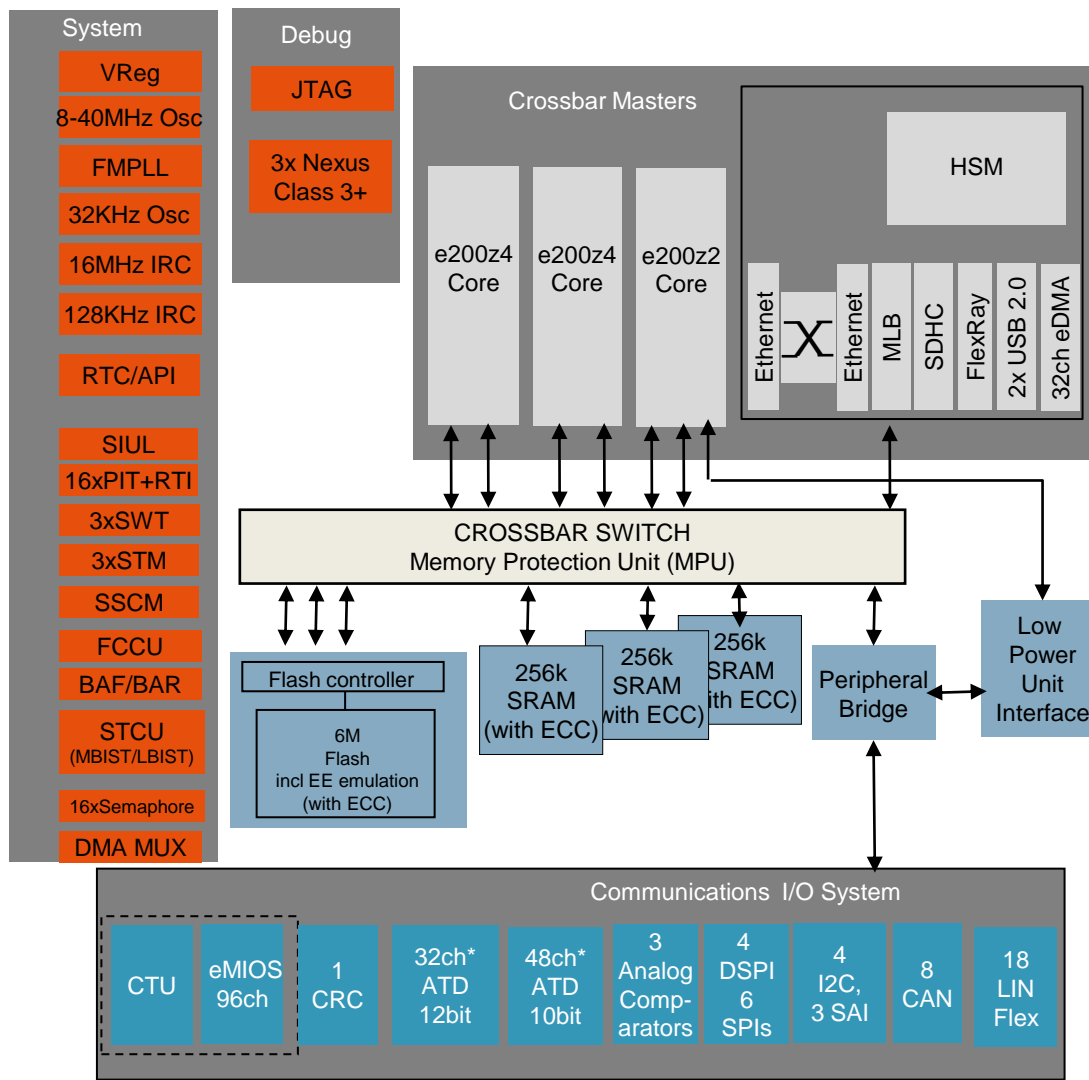 System
VReg
8-40MHz Osc
FMPLL
32KHz Osc
16MHz IRC
128KHz IRC
RTC/API
SIUL
16xPIT+RTI
3xSWT
3xSTM
SSCM
FCCU
BAF/BAR
STCU
(MBIST/LBIST)
16xSemaphore
DMA MUX
Debug
JTAG
3x Nexus
Class 3+
Crossbar Masters
e200z4
Core
e200z4
Core
e200z2
Core
HSM
Ethernet
Ethernet
MLB
SDHC
FlexRay
2x USB 2.0
32ch eDMA
CROSSBAR SWITCH
Memory Protection Unit (MPU)
Flash controller
6M
Flash
incl EE emulation
(with ECC)
256k
SRAM
(with ECC)
256k
SRAM
with ECC)
256k
SRAM
% ECC)
Peripheral
Bridge
Low
Power
Unit
Interface
Communications I/O System
CTU
eMIOS
96ch
1
CRC
32ch*
ATD
12bit
48ch*
ATD
10bit
3
Analog
Comp-
arators
4
DSPI
6
SPIs
4
I2C,
3 SAI
8
CAN
18
LIN
Flex